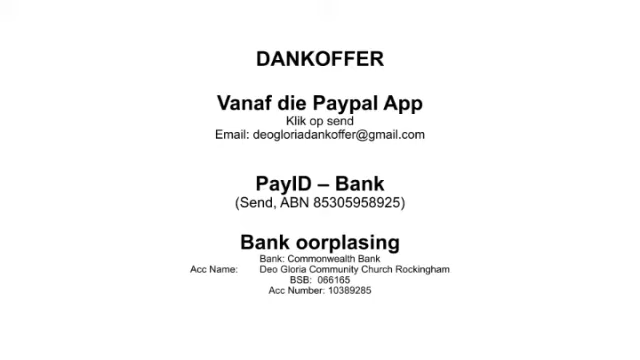 DANKOFFER
Vanaf die Paypal App
Klik op send
Email: deogloriadankoffer@gmail.com
PayID – Bank
(Send, ABN 85305958925)
Bank oorplasing
Bank: Commonwealth Bank
Acc Name: Deo Gloria Community Church Rockingham
BSB: 066165
Acc Number: 10389285